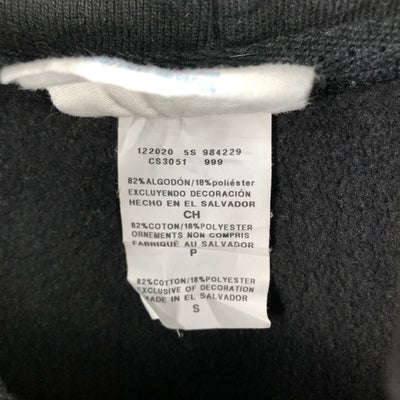 122020 5S 984229
CS3051 999
82%ALGODÓN/18%poliéster
EXCLUYENDO DECORACIÓN
HECHO EN EL SALVADOR
CH
82%COTON/18%POLYESTER
ORNEMENTS NON COMPRIS
FABRIQUÉ AU SALVADOR
P
82%COTTON/18%POLYESTER
EXCLUSIVE OF DECORATION
MADE IN EL SALVADOR
S